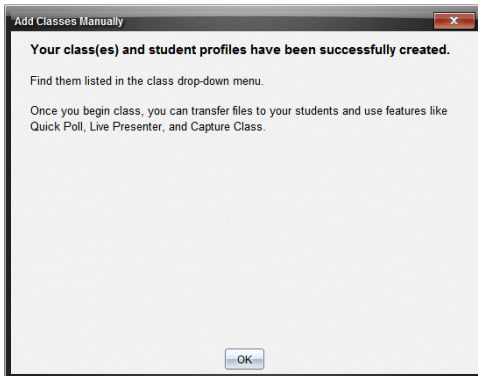 Add Classes Manually
Your class(es) and student profiles have been successfully created.
Find them listed in the class drop-down menu.
Once you begin class, you can transfer files to your students and use features like
Quick Poll, Live Presenter, and Capture Class.
OK